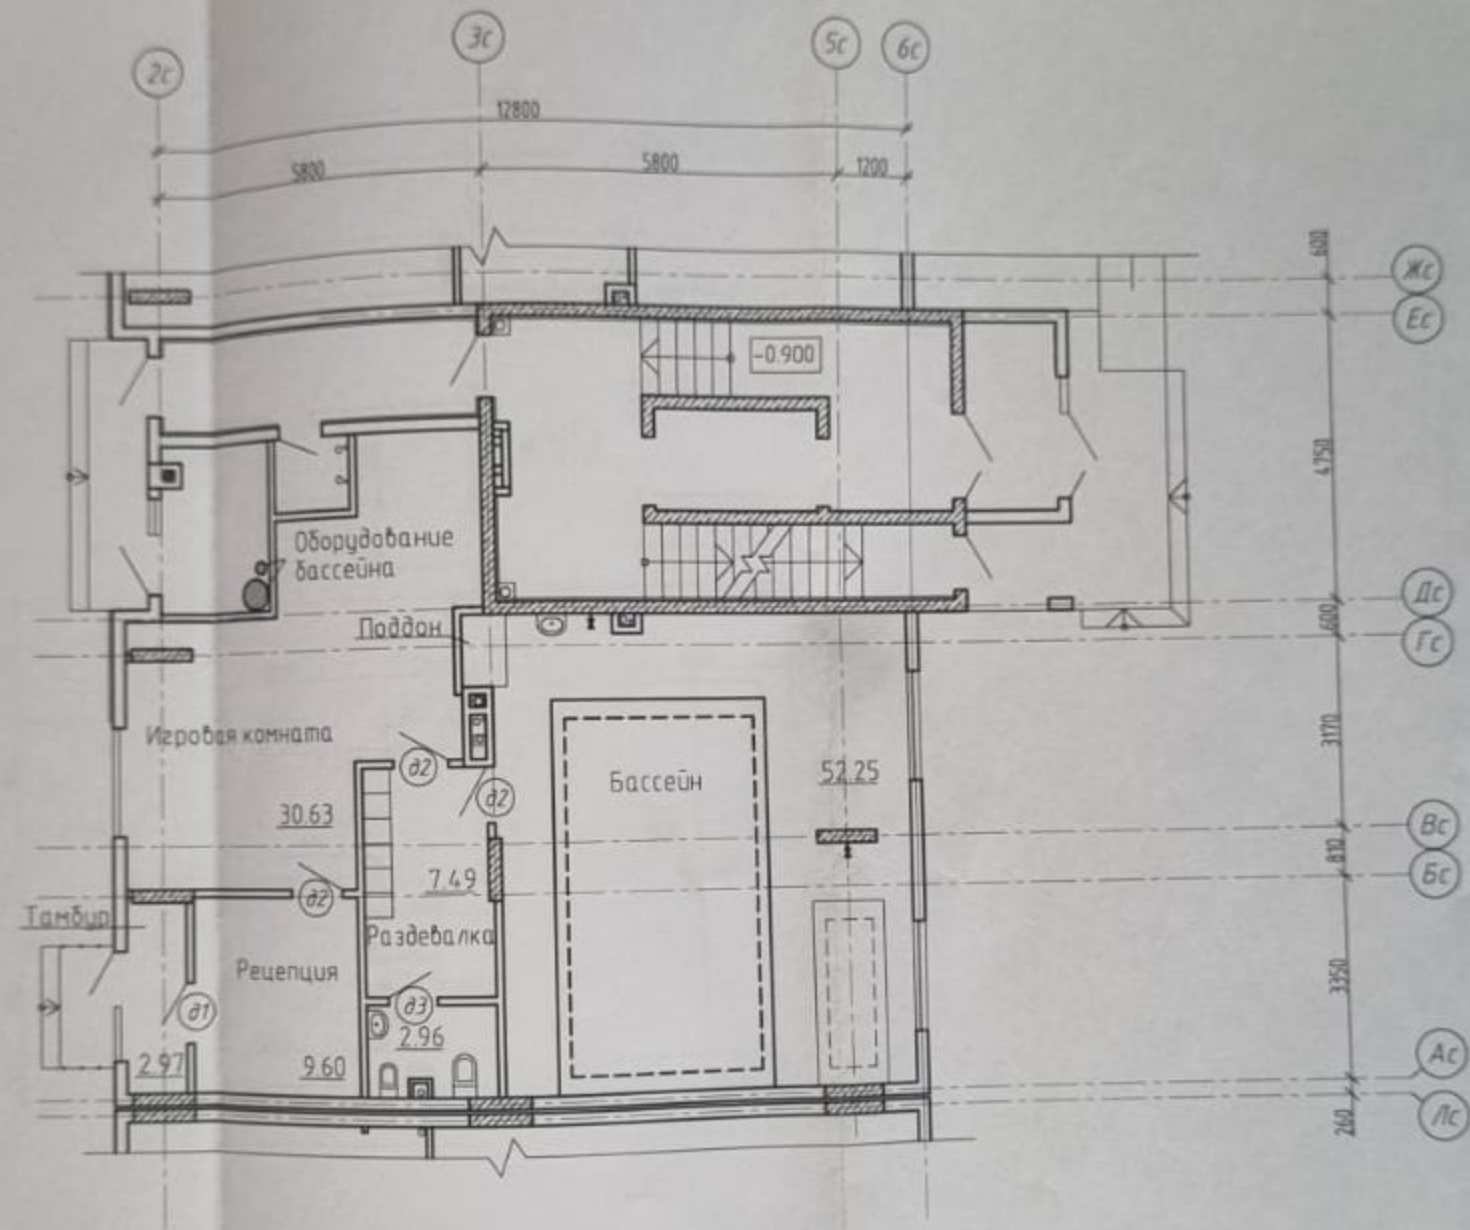 2с
3с
5с
6с
12800
5800
5800
1200
600
Жс
-0.900
Ес
4750
Оборудование
бассейна
Дс
600
Поддон
Гс
Игровая комната
3170
д2
Бассейн
52.25
д2
30.63
Вс
810
7.49
Бс
д2
Тамбур
Раздевалка
Рецепция
3350
д1
д3
2.96
2.97
9.60
Ас
260
Лс